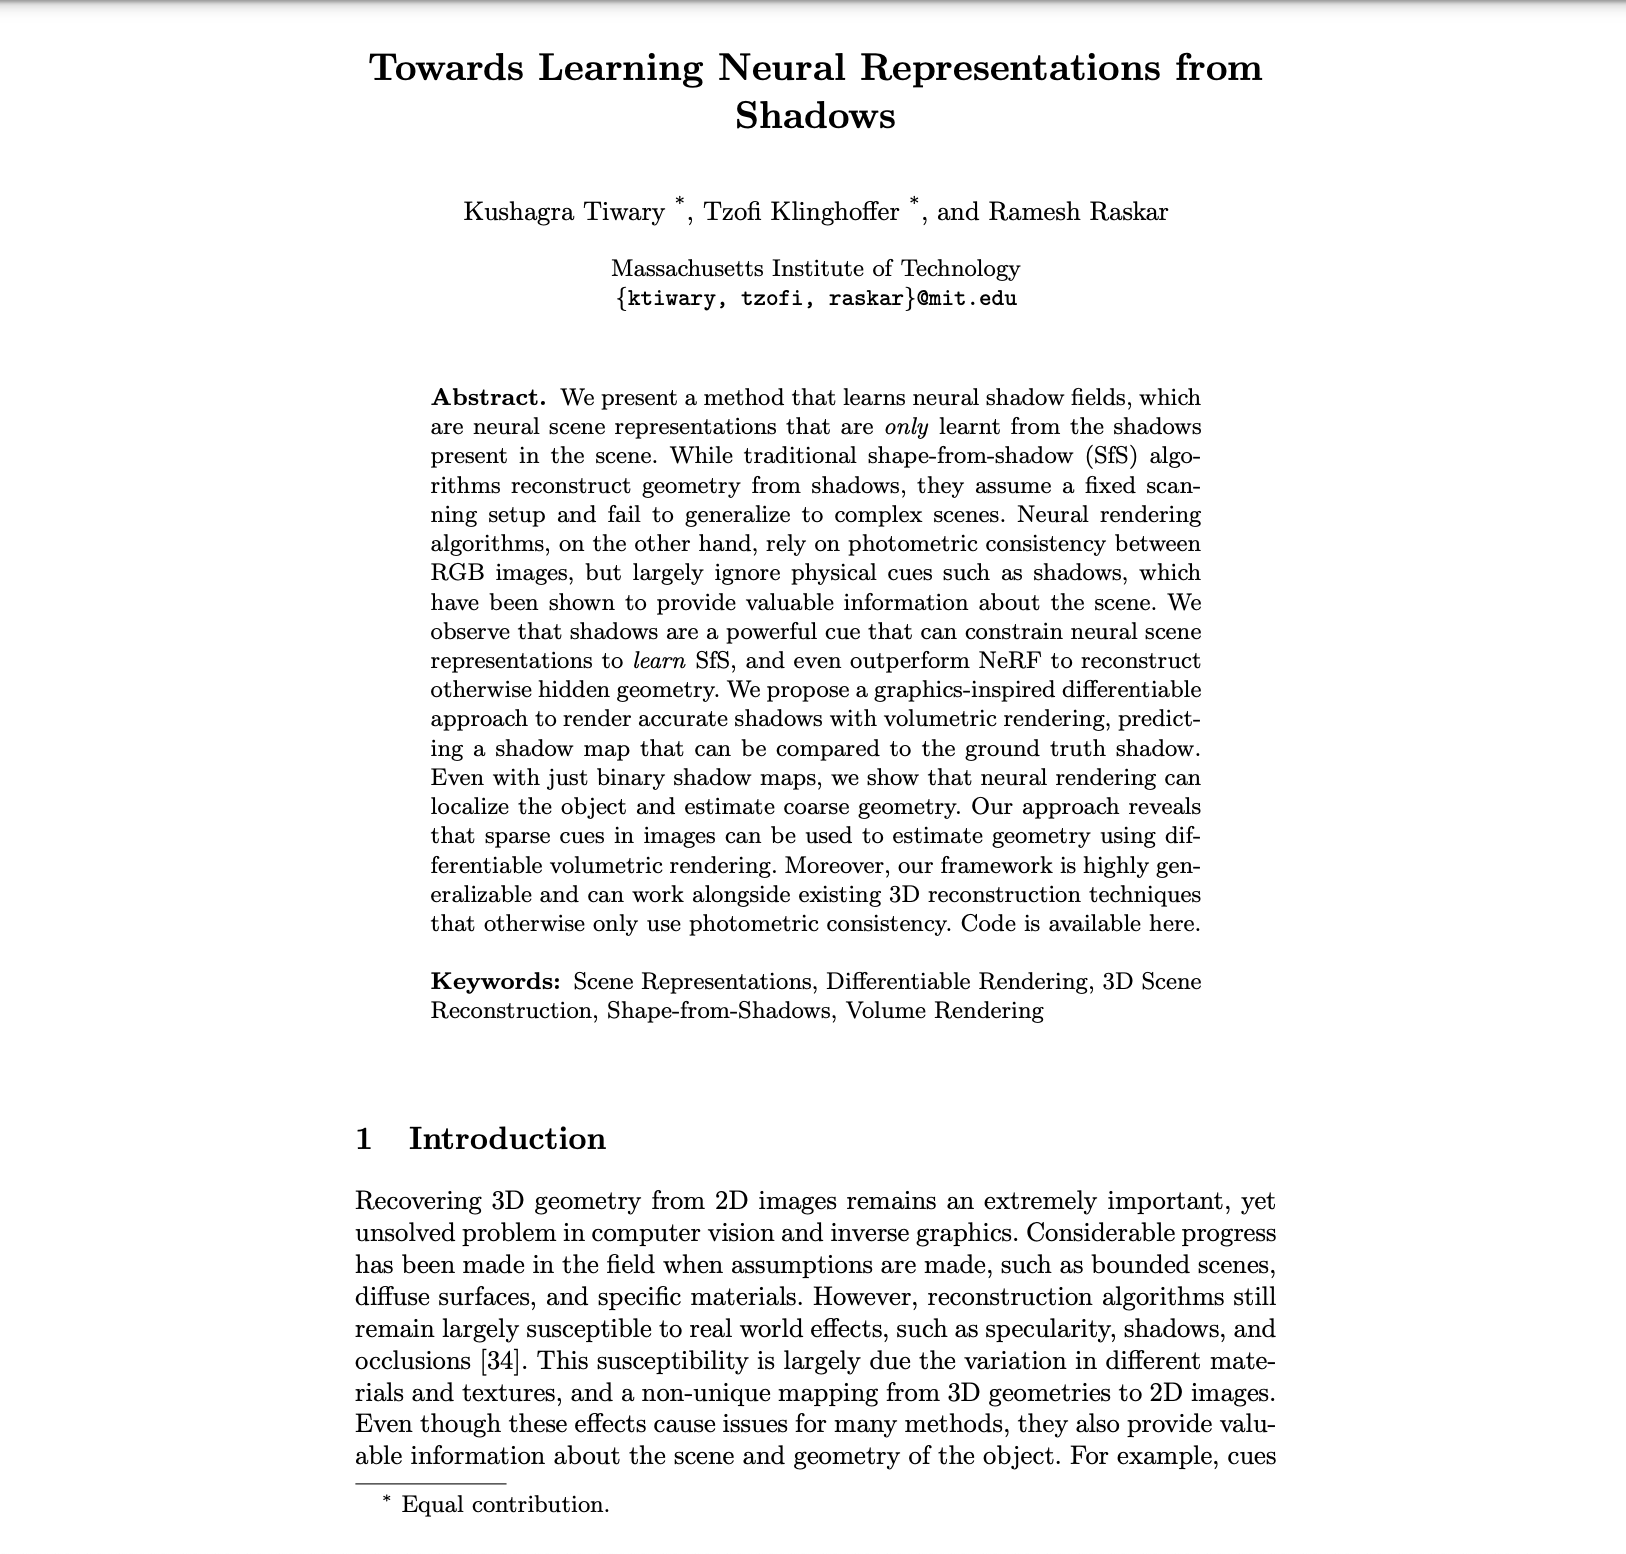 Towards Learning Neural Representations from
Shadows
Kushagra Tiwary *, Tzofi Klinghoffer *, and Ramesh Raskar
Massachusetts Institute of Technology
{ktiwary, tzofi, raskar}@mit.edu
Abstract. We present a method that learns neural shadow fields, which
are neural scene representations that are only learnt from the shadows
present in the scene. While traditional shape-from-shadow (SfS) algo-
rithms reconstruct geometry from shadows, they assume a fixed scan-
ning setup and fail to generalize to complex scenes. Neural rendering
algorithms, on the other hand, rely on photometric consistency between
RGB images, but largely ignore physical cues such as shadows, which
have been shown to provide valuable information about the scene. We
observe that shadows are a powerful cue that can constrain neural scene
representations to learn SfS, and even outperform NeRF to reconstruct
otherwise hidden geometry. We propose a graphics-inspired differentiable
approach to render accurate shadows with volumetric rendering, predict-
ing a shadow map that can be compared to the ground truth shadow.
Even with just binary shadow maps, we show that neural rendering can
localize the object and estimate coarse geometry. Our approach reveals
that sparse cues in images can be used to estimate geometry using dif-
ferentiable volumetric rendering. Moreover, our framework is highly gen-
eralizable and can work alongside existing 3D reconstruction techniques
that otherwise only use photometric consistency. Code is available here.
Keywords: Scene Representations, Differentiable Rendering, 3D Scene
Reconstruction, Shape-from-Shadows, Volume Rendering
1 Introduction
Recovering 3D geometry from 2D images remains an extremely important, yet
unsolved problem in computer vision and inverse graphics. Considerable progress
has been made in the field when assumptions are made, such as bounded scenes,
diffuse surfaces, and specific materials. However, reconstruction algorithms still
remain largely susceptible to real world effects, such as specularity, shadows, and
occlusions [34]. This susceptibility is largely due the variation in different mate-
rials and textures, and a non-unique mapping from 3D geometries to 2D images.
Even though these effects cause issues for many methods, they also provide valu-
able information about the scene and geometry of the object. For example, cues
* Equal contribution.